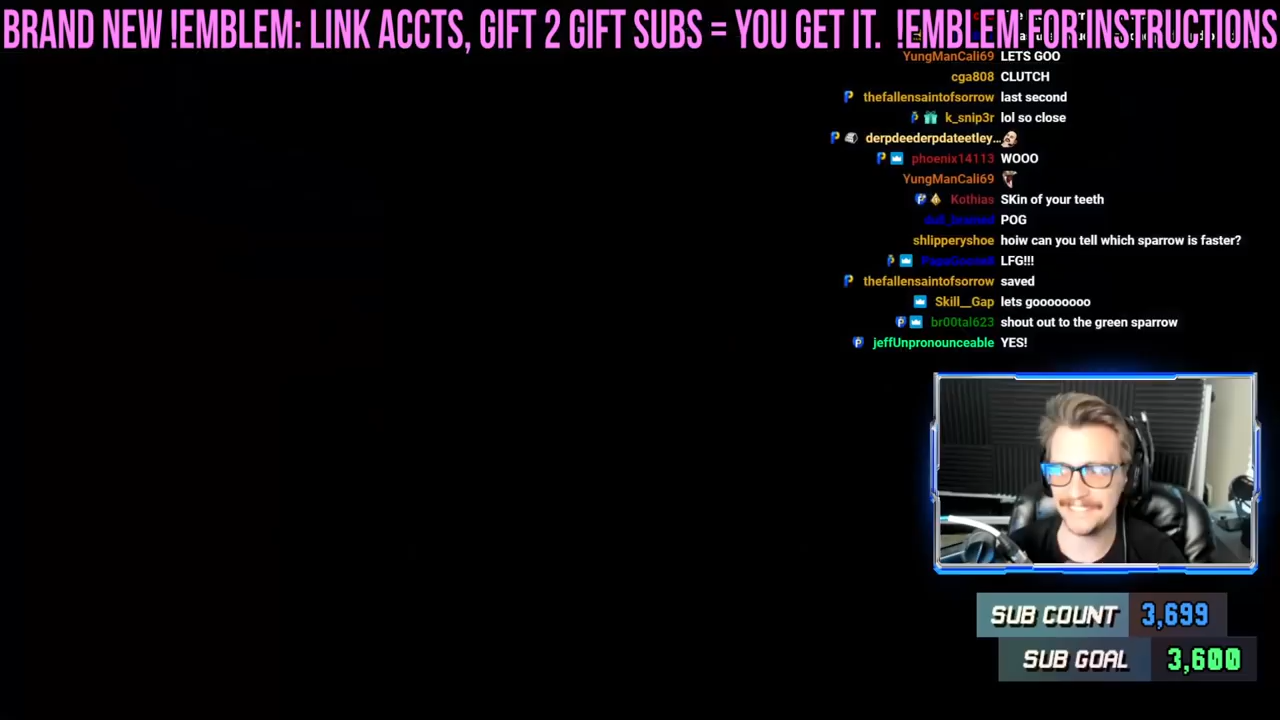 BRAND NEW !EMBLEM: LINK ACCTS, GIFT 2 GIFT SUBS = YOU GET IT. !EMBLEM FOR INSTRUCTIONS
YungManCali69 LETS GOO
cga808 CLUTCH
thefallensaintofsorrow last second
k_snip3r lol so close
derpdeederpdateetley...
phoenix14113 WOOO
YungManCali69
Kothias SKin of your teeth
POG
shlipperyshoe hoiw can you tell which sparrow is faster?
LFG!!!
thefallensaintofsorrow saved
Skill__Gap lets goooooooo
br00tal623 shout out to the green sparrow
jeffUnpronounceable YES!
SUB COUNT 3,699
SUB GOAL 3,600